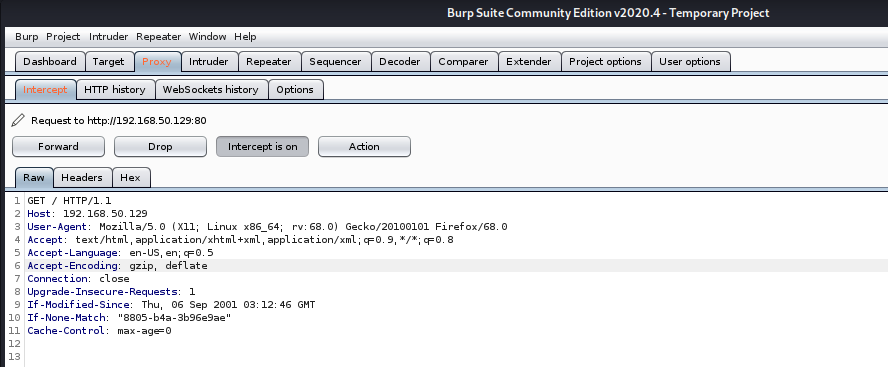 Burp Suite Community Edition v2020.4 - Temporary Project
Burp Project Intruder Repeater Window Help
Dashboard Target Proxy Intruder Repeater Sequencer Decoder Comparer Extender Project options User options
Intercept HTTP history WebSockets history Options
Request to http://192.168.50.129:80
Forward Drop Intercept is on Action
Raw Headers Hex
1 GET / HTTP/1.1
2 Host: 192.168.50.129
3 User-Agent: Mozilla/5.0 (X11; Linux x86_64; rv:68.0) Gecko/20100101 Firefox/68.0
4 Accept: text/html,application/xhtml+xml,application/xml;q=0.9,*/*;q=0.8
5 Accept-Language: en-US,en;q=0.5
6 Accept-Encoding: gzip, deflate
7 Connection: close
8 Upgrade-Insecure-Requests: 1
9 If-Modified-Since: Thu, 06 Sep 2001 03:12:46 GMT
10 If-None-Match: "8805-b4a-3b96e9ae"
11 Cache-Control: max-age=0
12
13